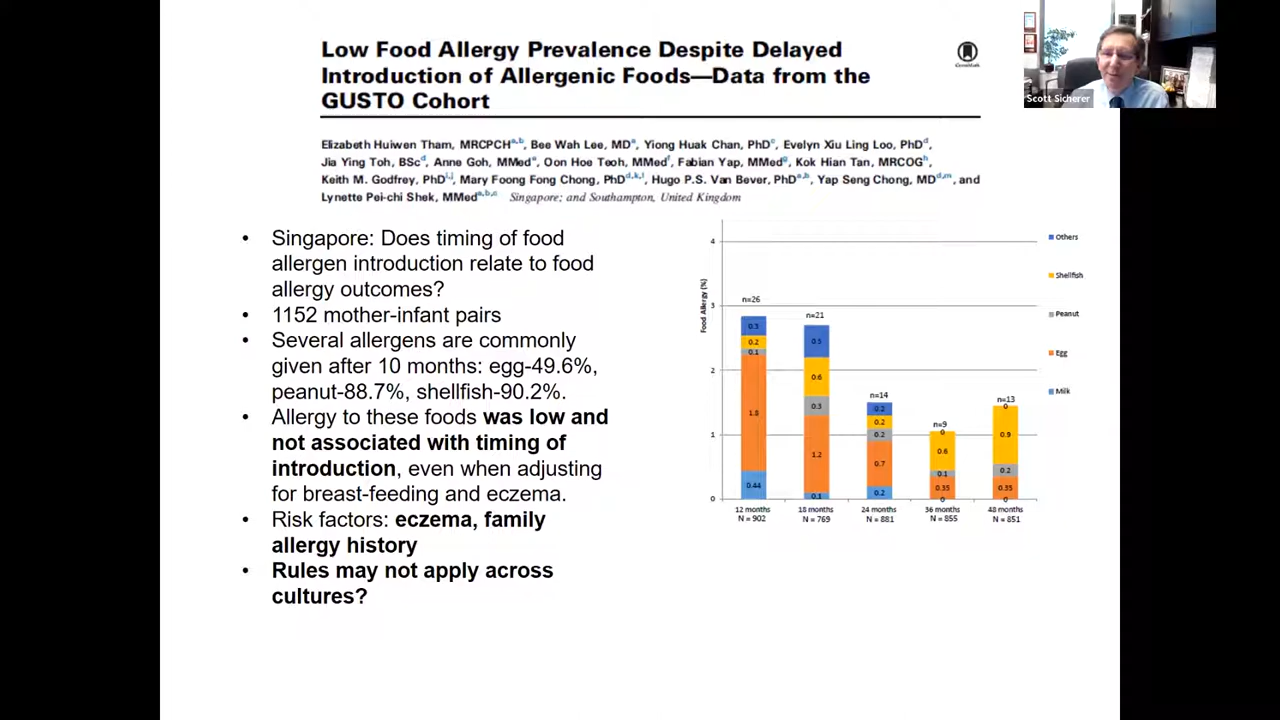 Low Food Allergy Prevalence Despite Delayed
Introduction of Allergenic Foods—Data from the
GUSTO Cohort
CrossMark
Scott Sicherer
Elizabeth Huiwen Tham, MRCPCH^a,b, Bee Wah Lee, MD^a, Yiong Huak Chan, PhD^c, Evelyn Xiu Ling Loo, PhD^d,
Jia Ying Toh, BSc^d, Anne Goh, MMed^e, Oon Hoe Teoh, MMed^f, Fabian Yap, MMed^g, Kok Hian Tan, MRCOG^h,
Keith M. Godfrey, PhD^i,j, Mary Foong Fong Chong, PhD^d,k,l, Hugo P.S. Van Bever, PhD^a,b, Yap Seng Chong, MD^d,m, and
Lynette Pei-chi Shek, MMed^a,b,c Singapore; and Southampton, United Kingdom
• Singapore: Does timing of food
allergen introduction relate to food
allergy outcomes?
• 1152 mother-infant pairs
• Several allergens are commonly
given after 10 months: egg-49.6%,
peanut-88.7%, shellfish-90.2%.
• Allergy to these foods was low and
not associated with timing of
introduction, even when adjusting
for breast-feeding and eczema.
• Risk factors: eczema, family
allergy history
• Rules may not apply across
cultures?
Food Allergy (%)
4
3
2
1
0
n=26
0.3
0.2
0.1
1.8
0.44
n=21
0.5
0.6
0.3
1.2
0.1
n=14
0.2
0.2
0.2
0.7
0.2
n=9
0
0.6
0.1
0.35
0
n=13
0
0.9
0.2
0.35
0
12 months 18 months 24 months 36 months 48 months
N = 902 N = 769 N = 881 N = 855 N = 851
Others
Shellfish
Peanut
Egg
Milk